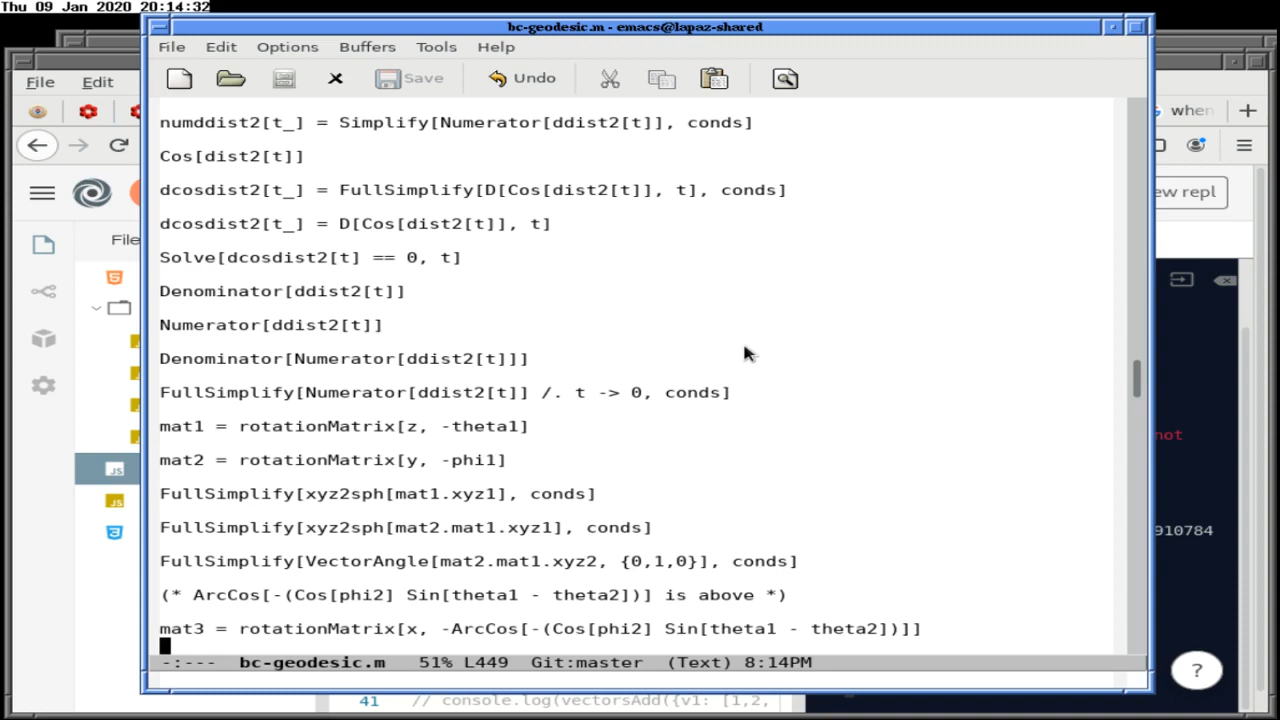 Thu 09 Jan 2020 20:14:32
bc-geodesic.m - emacs@lapaz-shared
File Edit Options Buffers Tools Help
Save Undo
File Edit
when
ew repl
File
numddist2[t_] = Simplify[Numerator[ddist2[t]], conds]
Cos[dist2[t]]
dcosdist2[t_] = FullSimplify[D[Cos[dist2[t]], t], conds]
dcosdist2[t_] = D[Cos[dist2[t]], t]
Solve[dcosdist2[t] == 0, t]
Denominator[ddist2[t]]
Numerator[ddist2[t]]
Denominator[Numerator[ddist2[t]]]
FullSimplify[Numerator[ddist2[t]] /. t -> 0, conds]
mat1 = rotationMatrix[z, -theta1]
mat2 = rotationMatrix[y, -phi1]
not
JS
FullSimplify[xyz2sph[mat1.xyz1], conds]
FullSimplify[xyz2sph[mat2.mat1.xyz1], conds]
910784
FullSimplify[VectorAngle[mat2.mat1.xyz2, {0,1,0}], conds]
(* ArcCos[-(Cos[phi2] Sin[theta1 - theta2])] is above *)
mat3 = rotationMatrix[x, -ArcCos[-(Cos[phi2] Sin[theta1 - theta2])]]
-:--- bc-geodesic.m 51% L449 Git:master (Text) 8:14PM
?
41 // console.log(vectorsAdd({v1: [1,2,